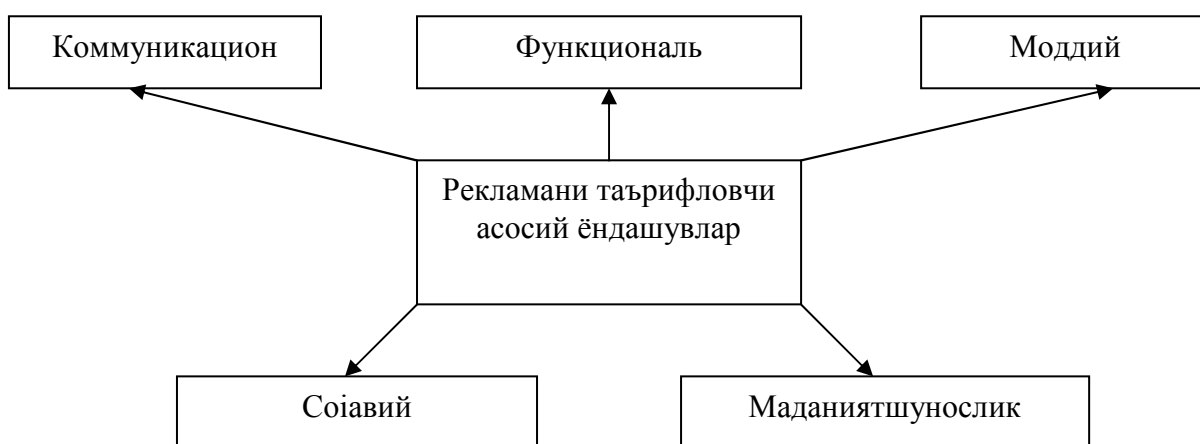 Коммуникацион
Функциональ
Моддий
Рекламани таърифловчи
асосий ёндашувлар
Соіавий
Маданиятшунослик